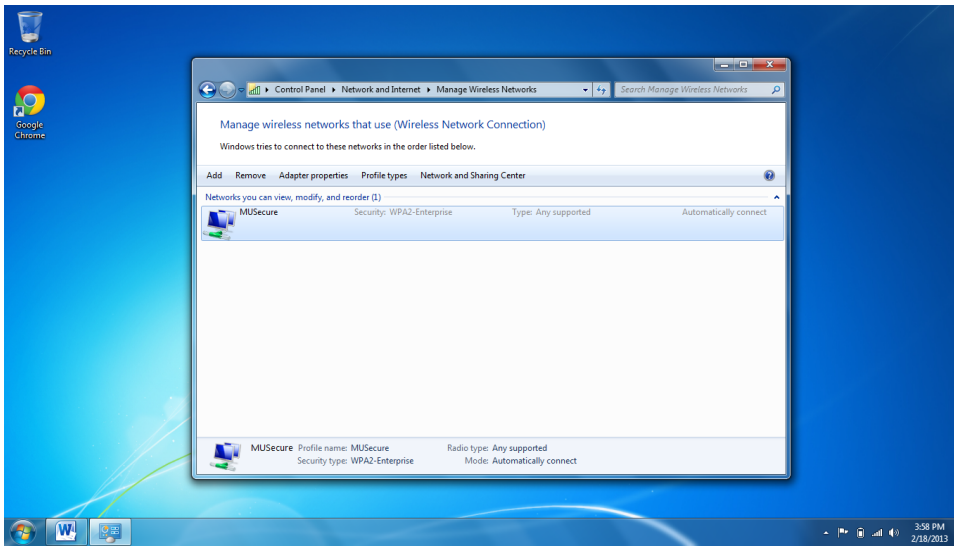 Recycle Bin
Google
Chrome
Control Panel Network and Internet Manage Wireless Networks Search Manage Wireless Networks
Manage wireless networks that use (Wireless Network Connection)
Windows tries to connect to these networks in the order listed below.
Add Remove Adapter properties Profile types Network and Sharing Center
Networks you can view, modify, and reorder (1)
MUSecure Security: WPA2-Enterprise Type: Any supported Automatically connect
MUSecure Profile name: MUSecure Radio type: Any supported
Security type: WPA2-Enterprise Mode: Automatically connect
W
3:58 PM
2/18/2013